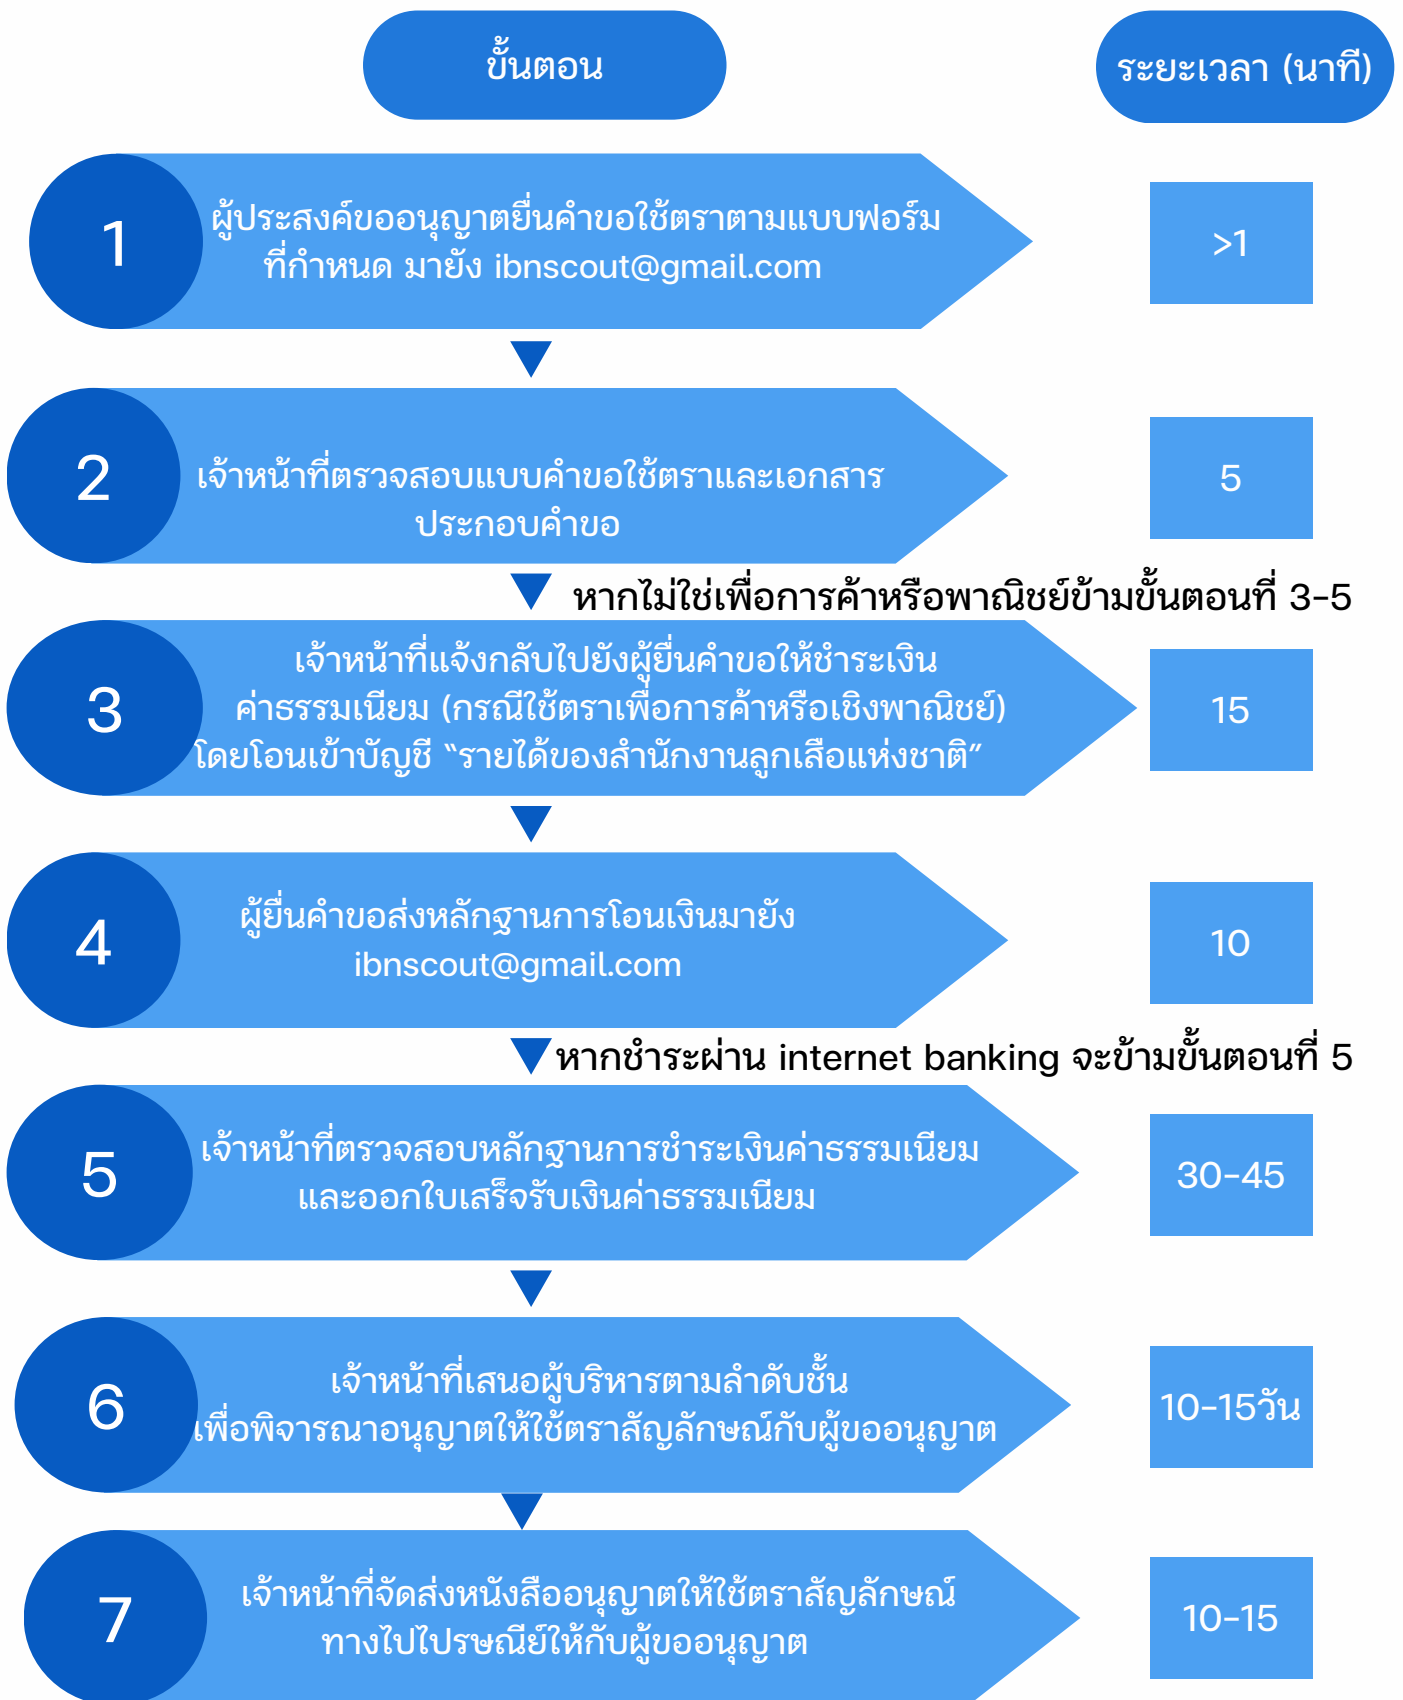 ขั้นตอน
ระยะเวลา (นาที)
1
ผู้ประสงค์ขออนุญาตยื่นคำขอใช้ตราตามแบบฟอร์ม
ที่กำหนด มายัง ibnscout@gmail.com
>1
2
เจ้าหน้าที่ตรวจสอบแบบคำขอใช้ตราและเอกสาร
ประกอบคำขอ
5
หากไม่ใช่เพื่อการค้าหรือพาณิชย์ข้ามขั้นตอนที่ 3-5
3
เจ้าหน้าที่แจ้งกลับไปยังผู้ยื่นคำขอให้ชำระเงิน
ค่าธรรมเนียม (กรณีใช้ตราเพื่อการค้าหรือเชิงพาณิชย์)
โดยโอนเข้าบัญชี “รายได้ของสำนักงานลูกเสือแห่งชาติ”
15
4
ผู้ยื่นคำขอส่งหลักฐานการโอนเงินมายัง
ibnscout@gmail.com
10
หากชำระผ่าน internet banking จะข้ามขั้นตอนที่ 5
5
เจ้าหน้าที่ตรวจสอบหลักฐานการชำระเงินค่าธรรมเนียม
และออกใบเสร็จรับเงินค่าธรรมเนียม
30-45
6
เจ้าหน้าที่เสนอผู้บริหารตามลำดับชั้น
เพื่อพิจารณาอนุญาตให้ใช้ตราสัญลักษณ์กับผู้ขออนุญาต
10-15วัน
7
เจ้าหน้าที่จัดส่งหนังสืออนุญาตให้ใช้ตราสัญลักษณ์
ทางไปไปรษณีย์ให้กับผู้ขออนุญาต
10-15